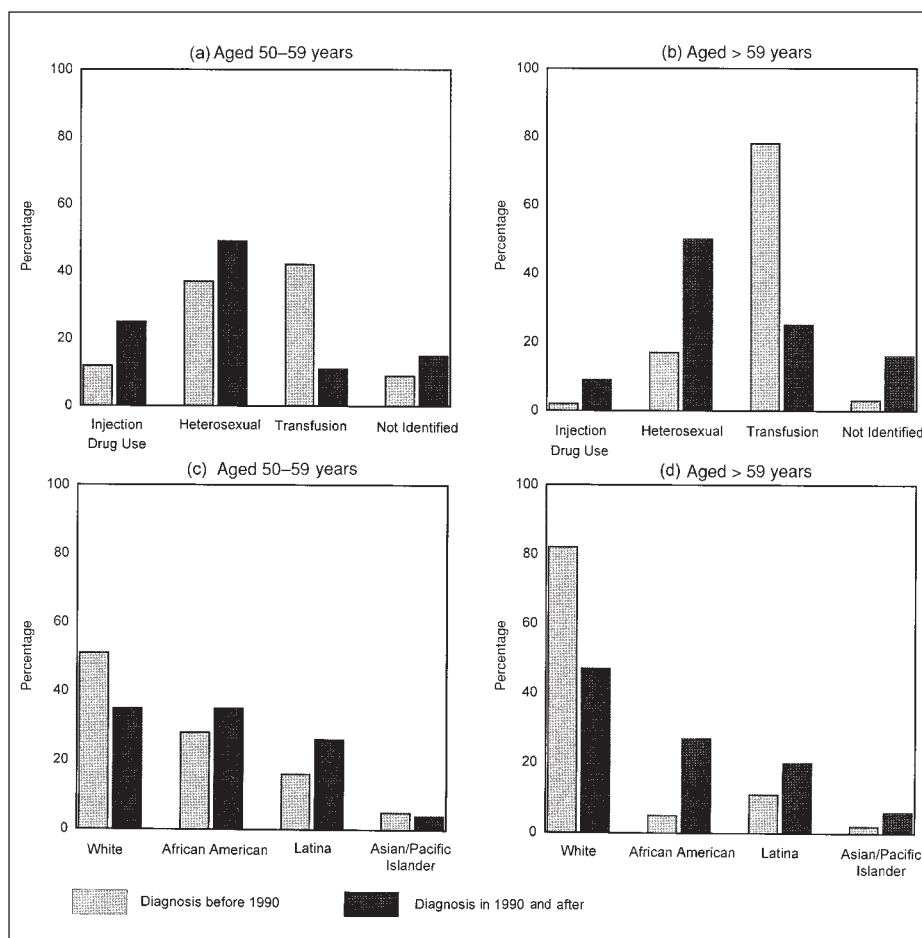 (a) Aged 50–59 years
100
80
60
40
20
0
Percentage
Injection Drug Use
Heterosexual
Transfusion
Not Identified
(b) Aged > 59 years
100
80
60
40
20
0
Percentage
Injection Drug Use
Heterosexual
Transfusion
Not Identified
(c) Aged 50–59 years
100
80
60
40
20
0
Percentage
White
African American
Latina
Asian/Pacific Islander
(d) Aged > 59 years
100
80
60
40
20
0
Percentage
White
African American
Latina
Asian/Pacific Islander
Diagnosis before 1990
Diagnosis in 1990 and after